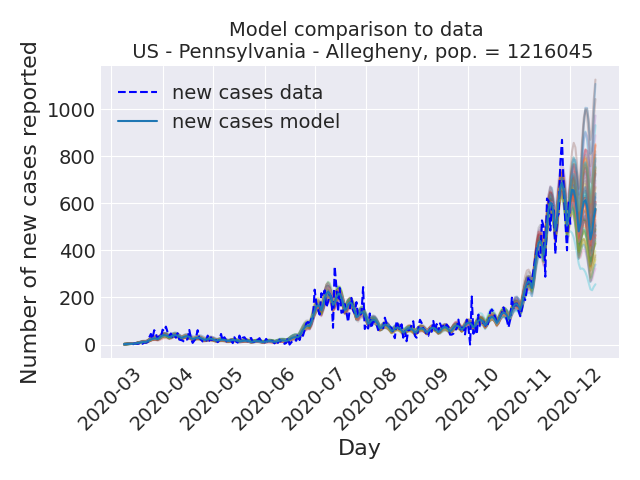 Model comparison to data
US - Pennsylvania - Allegheny, pop. = 1216045
new cases data
new cases model
Number of new cases reported
1000
800
600
400
200
0
2020-03
2020-04
2020-05
2020-06
2020-07
2020-08
2020-09
2020-10
2020-11
2020-12
Day